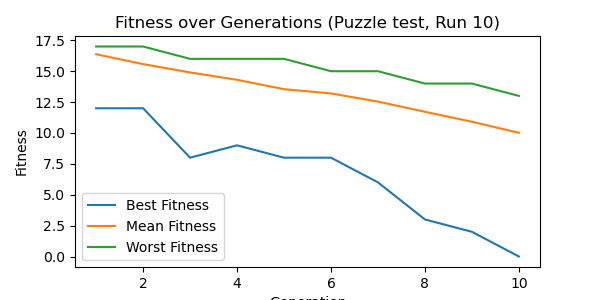 Fitness over Generations (Puzzle test, Run 10)
Fitness
17.5
15.0
12.5
10.0
7.5
5.0
2.5
0.0
Best Fitness
Mean Fitness
Worst Fitness
2 4 6 8 10
Generation